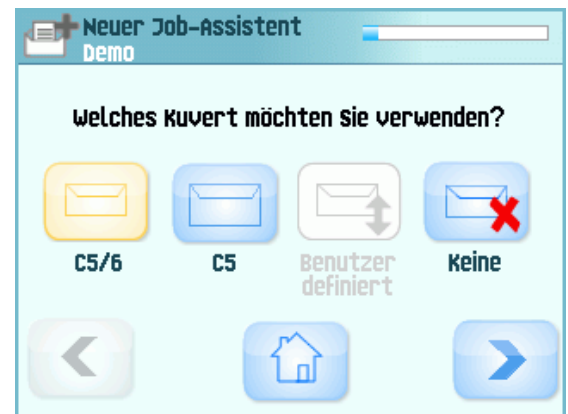 Neuer Job-Assistent
Demo
Welches Kuvert möchten Sie verwenden?
C5/6
C5
Benutzer
definiert
Keine